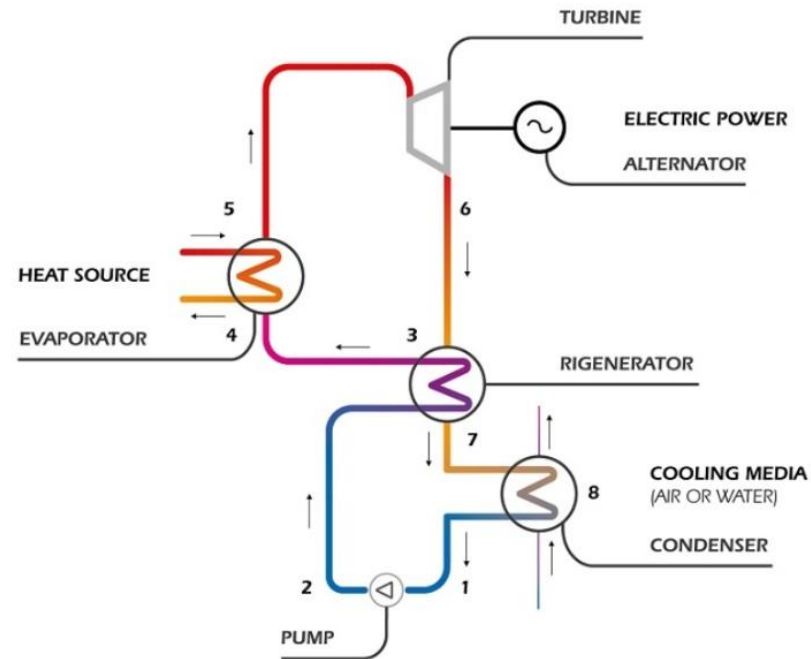 TURBINE
ELECTRIC POWER
ALTERNATOR
5
6
HEAT SOURCE
4
3
EVAPORATOR
RIGENERATOR
7
COOLING MEDIA
(AIR OR WATER)
8
CONDENSER
2
1
PUMP